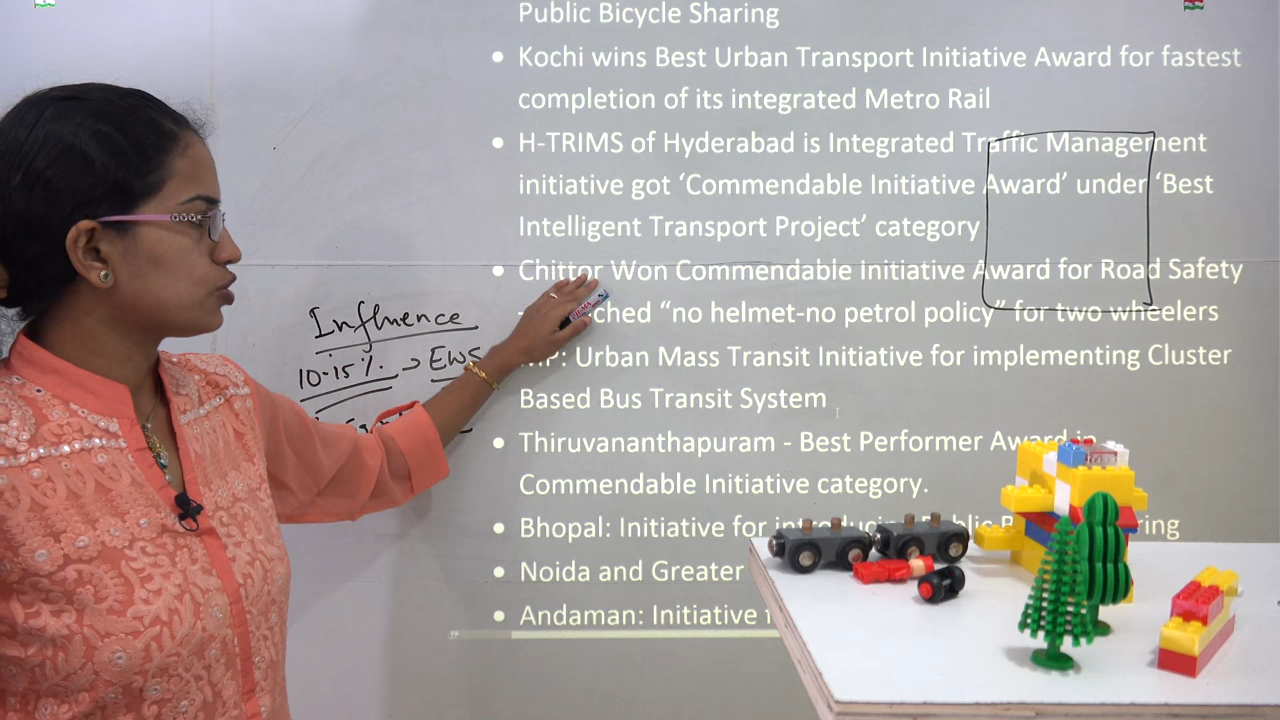 Public Bicycle Sharing
• Kochi wins Best Urban Transport Initiative Award for fastest
completion of its integrated Metro Rail
• H-TRIMS of Hyderabad is Integrated Traffic Management
initiative got ‘Commendable Initiative Award’ under ‘Best
Intelligent Transport Project’ category
• Chittor Won Commendable Initiative Award for Road Safety
“no helmet-no petrol policy” for two wheelers
MP: Urban Mass Transit Initiative for implementing Cluster
Based Bus Transit System
• Thiruvananthapuram - Best Performer Award in
Commendable Initiative category.
• Bhopal: Initiative for introducing Public
• Noida and Greater
• Andaman: Initiative
Influence
10-15% → EWS